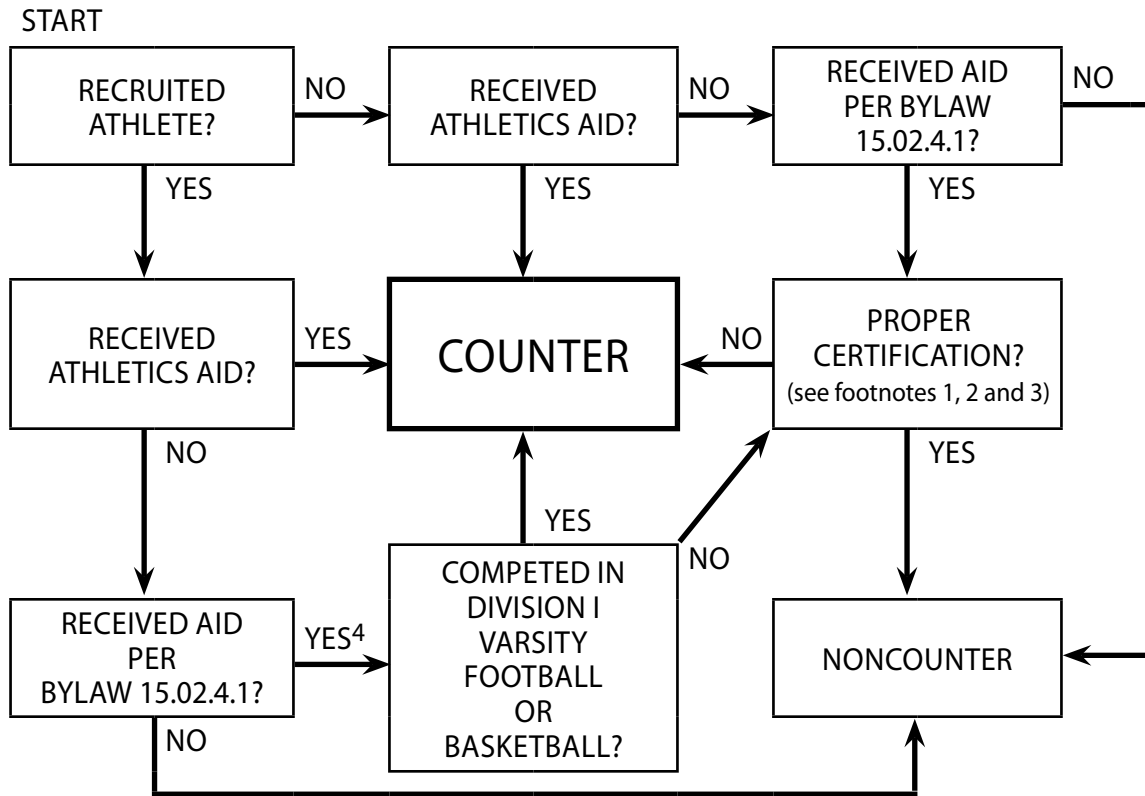 START
RECRUITED
ATHLETE?
NO
RECEIVED
ATHLETICS AID?
NO
RECEIVED AID
PER BYLAW
15.02.4.1?
NO
YES
YES
YES
RECEIVED
ATHLETICS AID?
YES
COUNTER
NO
PROPER
CERTIFICATION?
(see footnotes 1, 2 and 3)
NO
YES
NO
YES
RECEIVED AID
PER
BYLAW 15.02.4.1?
YES4
COMPETED IN
DIVISION I
VARSITY
FOOTBALL
OR
BASKETBALL?
NONCOUNTER
NO